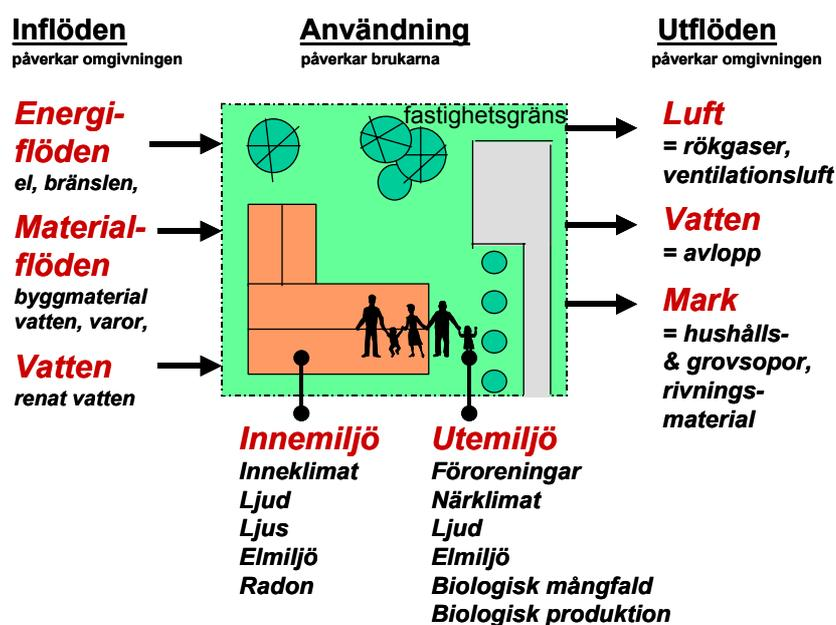 Inflöden
påverkar omgivningen
Energi-
flöden
el, bränslen,
Material-
flöden
byggmaterial
vatten, varor,
Vatten
renat vatten
Användning
påverkar brukarna
fastighetsgräns
Innemiljö
Inneklimat
Ljud
Ljus
Elmiljö
Radon
Utemiljö
Föroreningar
Närklimat
Ljud
Elmiljö
Biologisk mångfald
Biologisk produktion
Utflöden
påverkar omgivningen
Luft
= rökgaser,
ventilationsluft
Vatten
= avlopp
Mark
= hushålls-
& grovsopor,
rivnings-
material